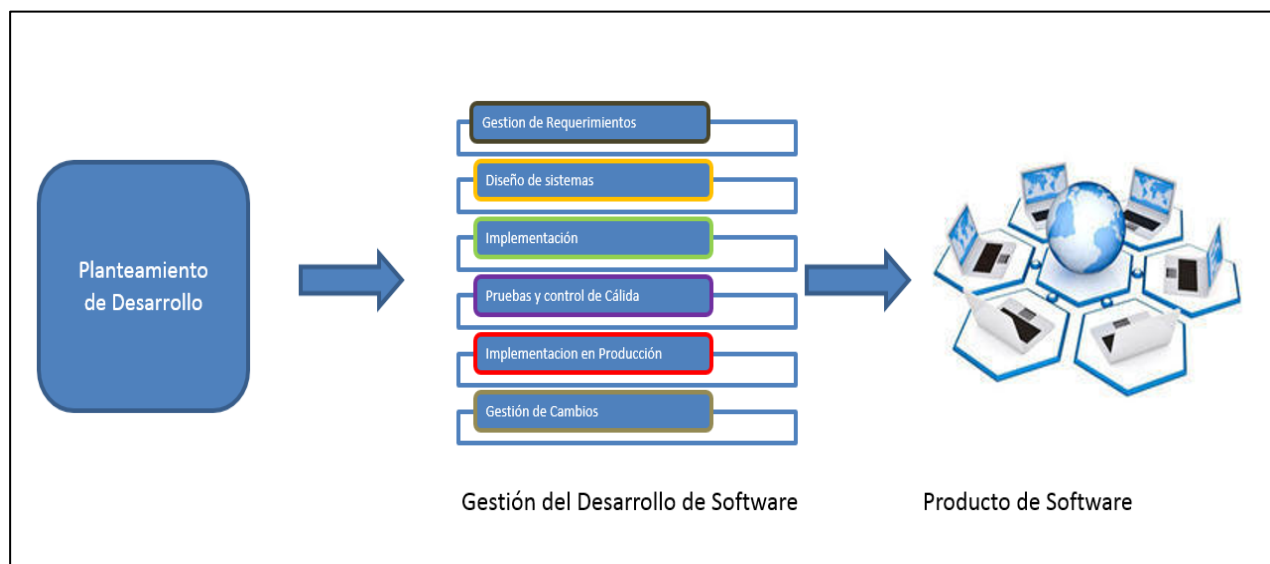 Planteamiento
de Desarrollo
Gestion de Requerimientos
Diseño de sistemas
Implementación
Pruebas y control de Cálida
Implementacion en Producción
Gestión de Cambios
Gestión del Desarrollo de Software
Producto de Software